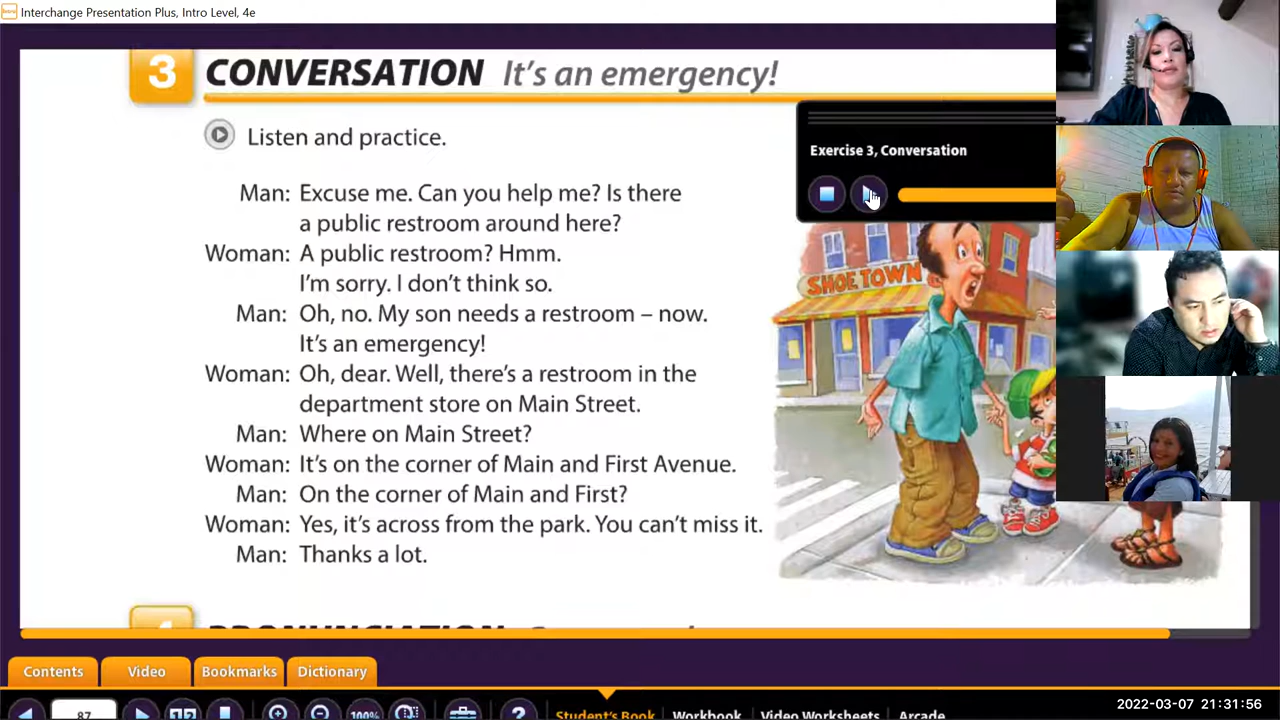 Interchange Presentation Plus, Intro Level, 4e
3 CONVERSATION It's an emergency!
Listen and practice.
Exercise 3, Conversation
Man: Excuse me. Can you help me? Is there
a public restroom around here?
Woman: A public restroom? Hmm.
I'm sorry. I don't think so.
Man: Oh, no. My son needs a restroom – now.
It's an emergency!
Woman: Oh, dear. Well, there's a restroom in the
department store on Main Street.
Man: Where on Main Street?
Woman: It's on the corner of Main and First Avenue.
Man: On the corner of Main and First?
Woman: Yes, it's across from the park. You can't miss it.
Man: Thanks a lot.
SHOE TOWN
PRONUNCIATION
Contents Video Bookmarks Dictionary
87 100% ? Student's Book Workbook Video Worksheets Arcade
2022-03-07 21:31:56